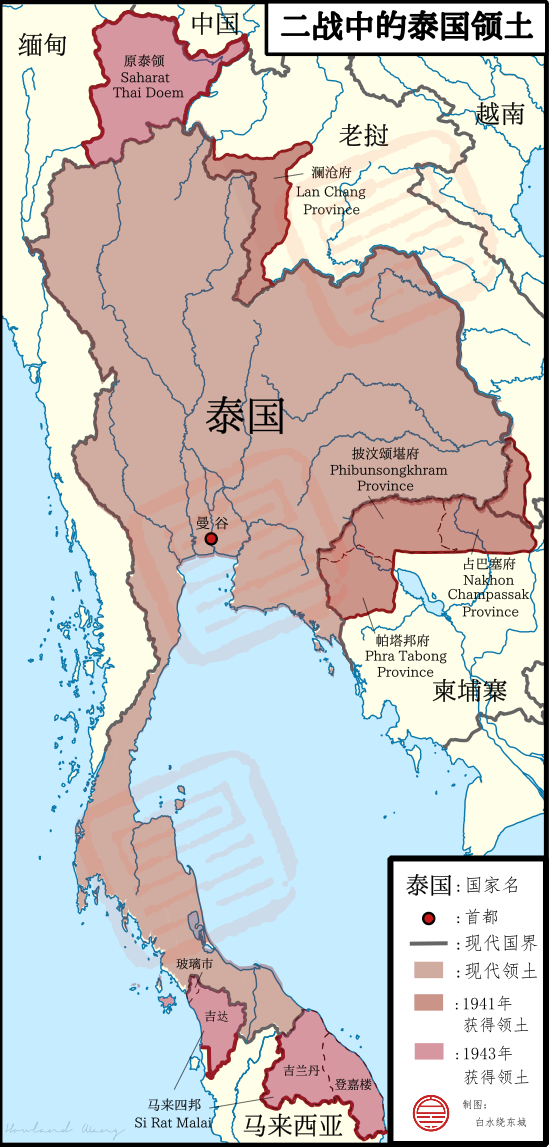 二战中的泰国领土
中国
缅甸
原泰领
Saharat
Thai Doem
越南
老挝
澜沧府
Lan Chang
Province
泰国
披汶颂堪府
Phibunsongkhram
Province
曼谷
占巴塞府
Nakhon
Champassak
Province
帕塔邦府
Phra Tabong
Province
柬埔寨
玻璃市
吉达
吉兰丹
登嘉楼
马来四邦
Si Rat Malai
马来西亚
泰国:国家名
:首都
:现代国界
:现代领土
:1941年
获得领土
:1943年
获得领土
制图:
白水绕东城
Howland Wang